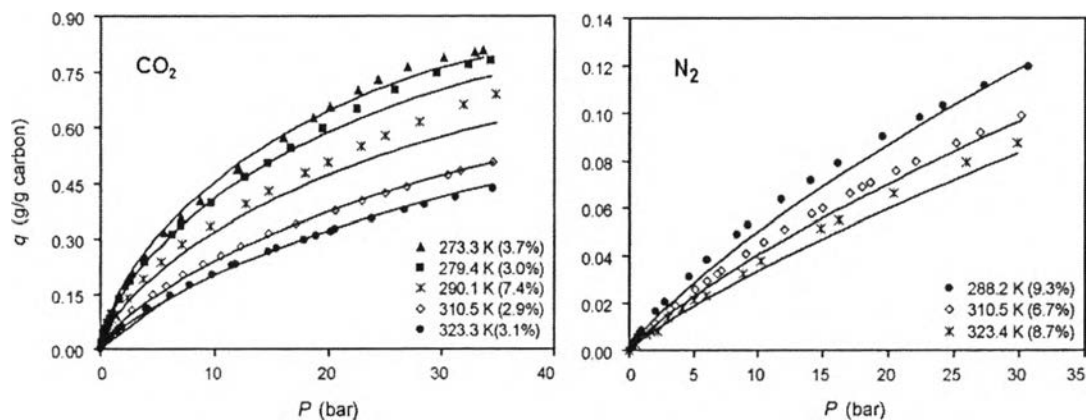 0.90
0.75
0.60
0.45
0.30
0.15
0.00
q (g/g carbon)
CO₂
▲ 273.3 K (3.7%)
■ 279.4 K (3.0%)
ж 290.1 K (7.4%)
◇ 310.5 K (2.9%)
● 323.3 K (3.1%)
0 10 20 30 40
P (bar)
0.14
0.12
0.10
0.08
0.06
0.04
0.02
0.00
N₂
● 288.2 K (9.3%)
◇ 310.5 K (6.7%)
ж 323.4 K (8.7%)
0 5 10 15 20 25 30 35
P (bar)